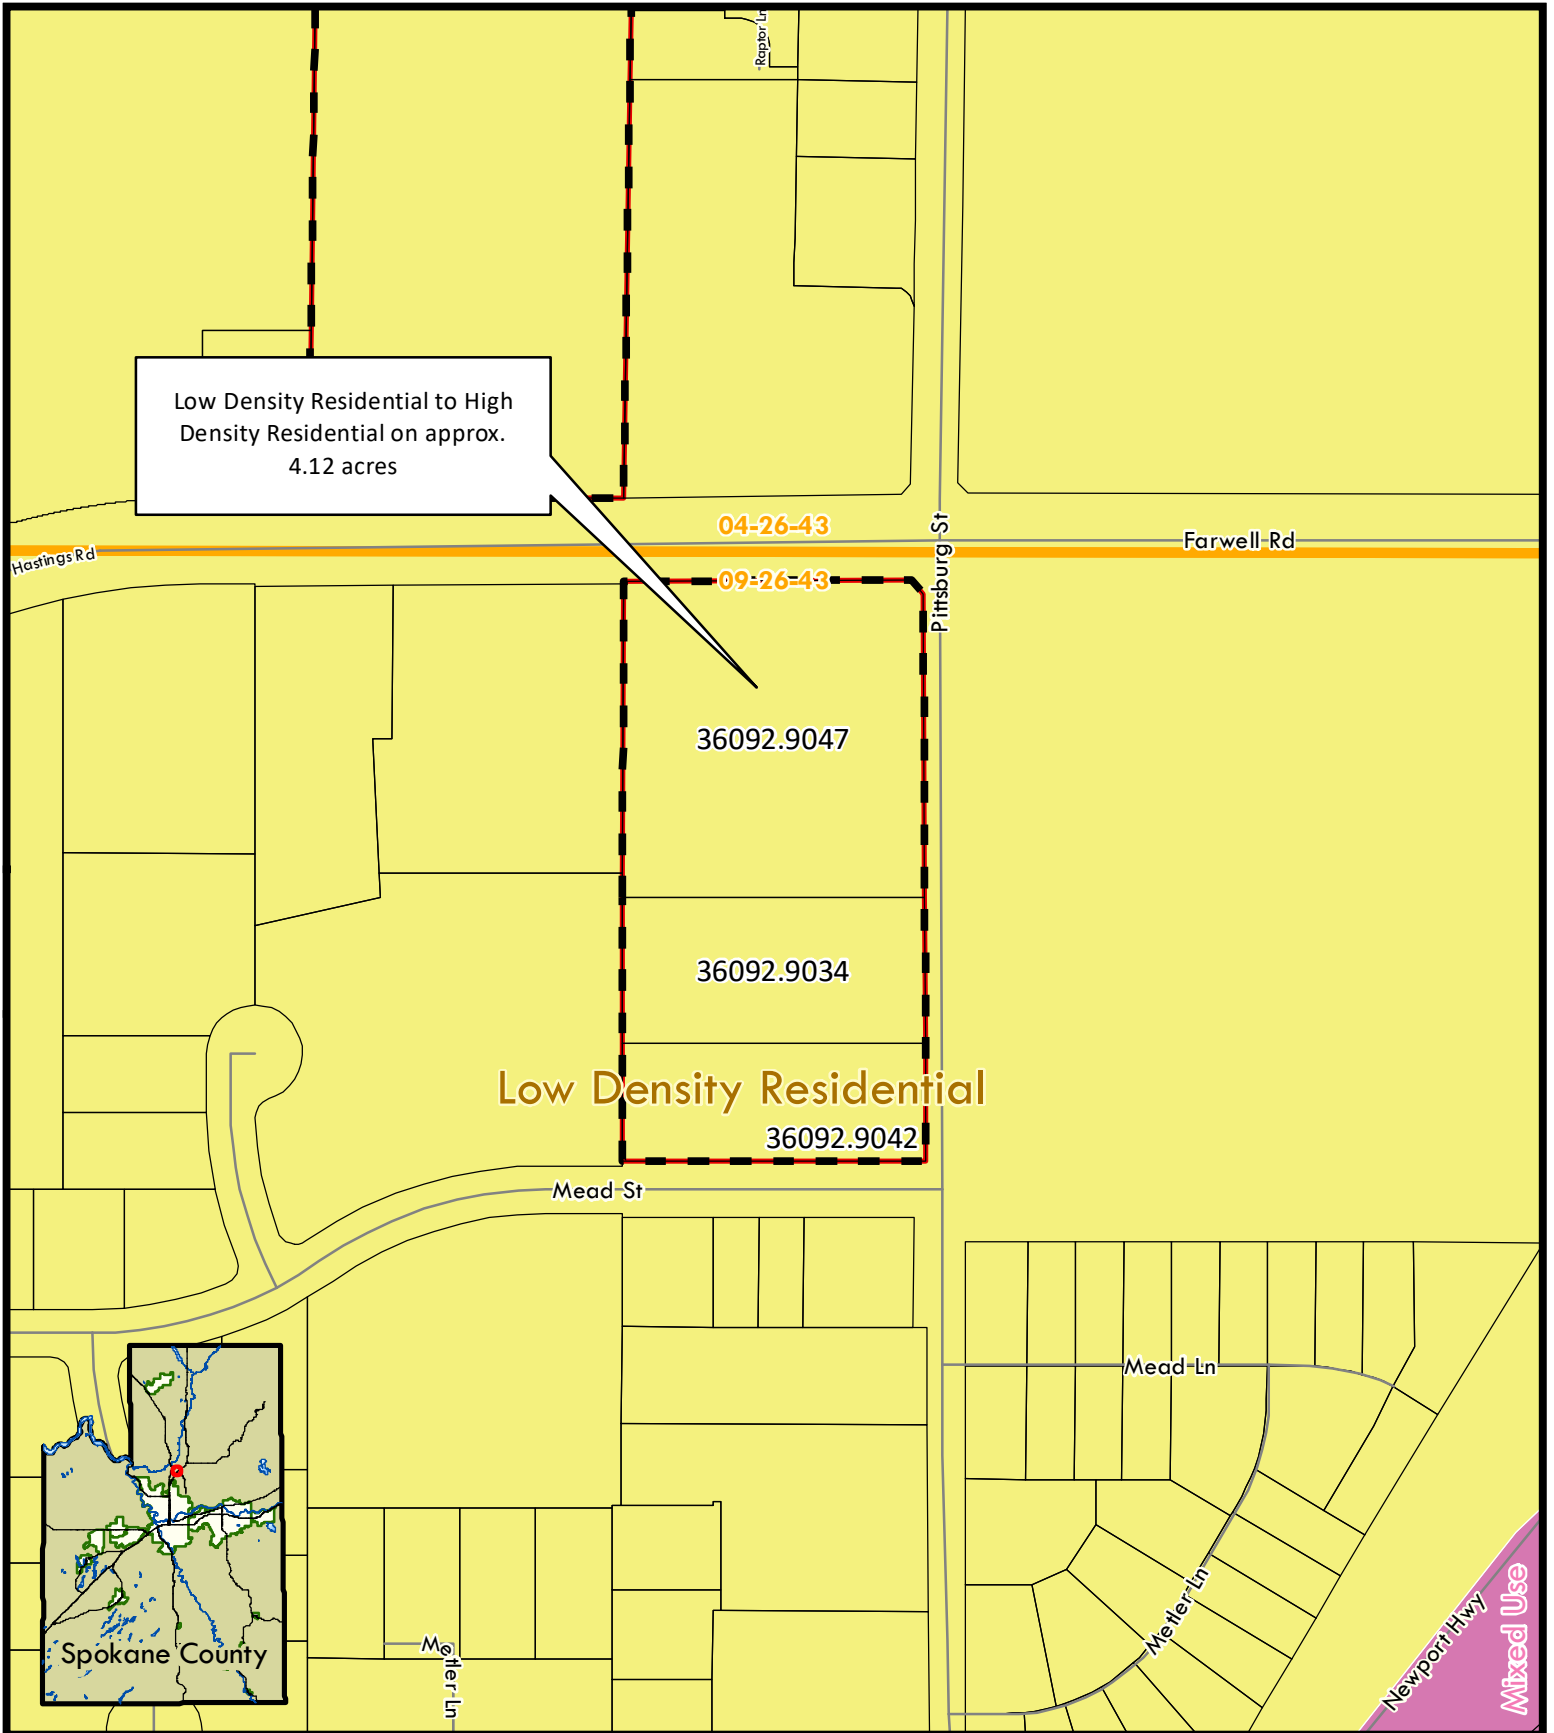 Raptor Ln
Low Density Residential to High
Density Residential on approx.
4.12 acres
04-26-43
Pittsburg St
Farwell Rd
Hastings Rd
09-26-43
36092.9047
36092.9034
Low Density Residential
36092.9042
Mead St
Mead Ln
Metler Ln
Newport Hwy
Mixed Use
Spokane County
Metler Ln